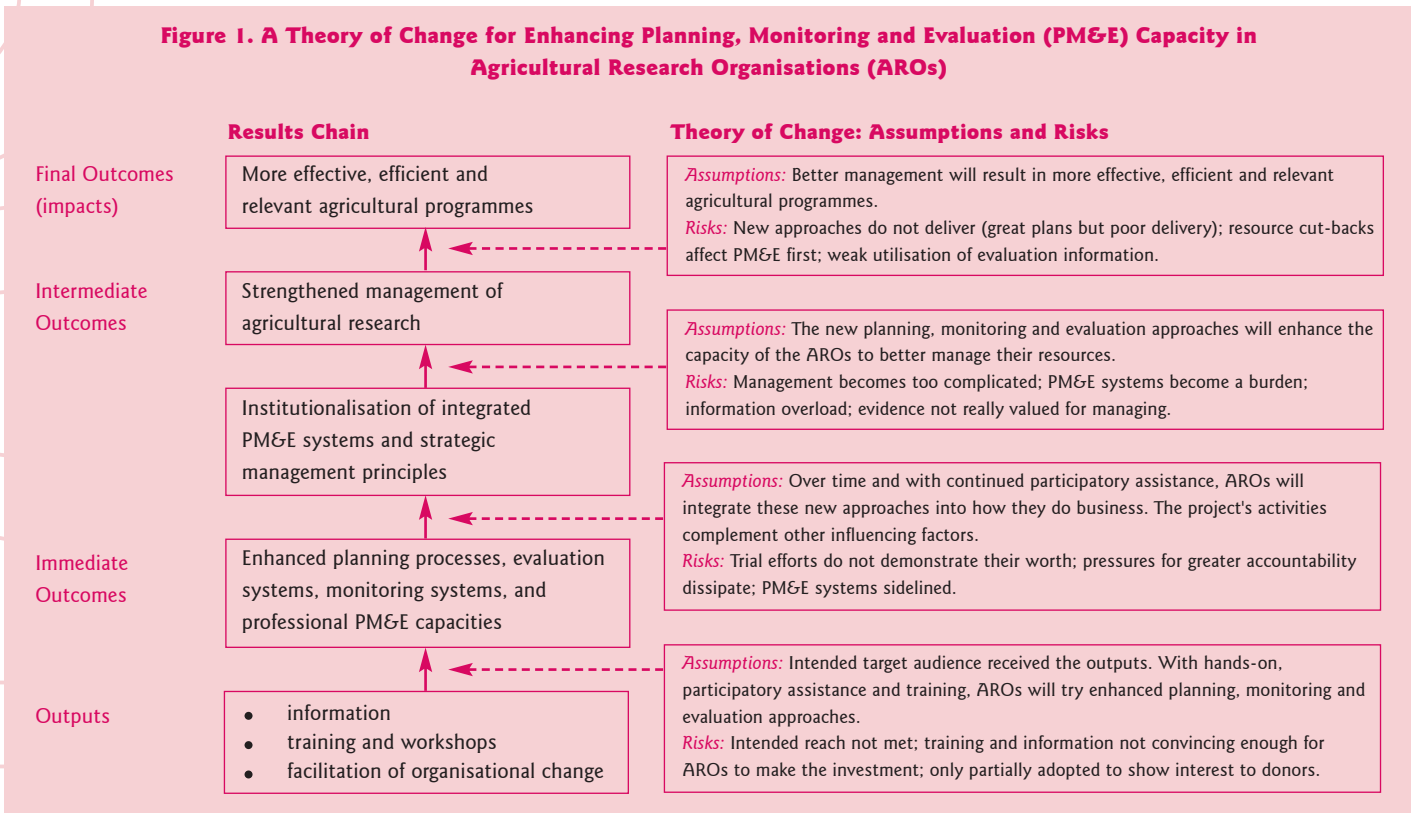 Figure 1. A Theory of Change for Enhancing Planning, Monitoring and Evaluation (PM&E) Capacity in
Agricultural Research Organisations (AROs)
Results Chain
Theory of Change: Assumptions and Risks
Final Outcomes
(impacts)
More effective, efficient and
relevant agricultural programmes
Assumptions: Better management will result in more effective, efficient and relevant
agricultural programmes.
Risks: New approaches do not deliver (great plans but poor delivery); resource cut-backs
affect PM&E first; weak utilisation of evaluation information.
Intermediate
Outcomes
Strengthened management of
agricultural research
Assumptions: The new planning, monitoring and evaluation approaches will enhance the
capacity of the AROs to better manage their resources.
Risks: Management becomes too complicated; PM&E systems become a burden;
information overload; evidence not really valued for managing.
Institutionalisation of integrated
PM&E systems and strategic
management principles
Assumptions: Over time and with continued participatory assistance, AROs will
integrate these new approaches into how they do business. The project's activities
complement other influencing factors.
Risks: Trial efforts do not demonstrate their worth; pressures for greater accountability
dissipate; PM&E systems sidelined.
Immediate
Outcomes
Enhanced planning processes, evaluation
systems, monitoring systems, and
professional PM&E capacities
Assumptions: Intended target audience received the outputs. With hands-on,
participatory assistance and training, AROs will try enhanced planning, monitoring and
evaluation approaches.
Risks: Intended reach not met; training and information not convincing enough for
AROs to make the investment; only partially adopted to show interest to donors.
Outputs
• information
• training and workshops
• facilitation of organisational change